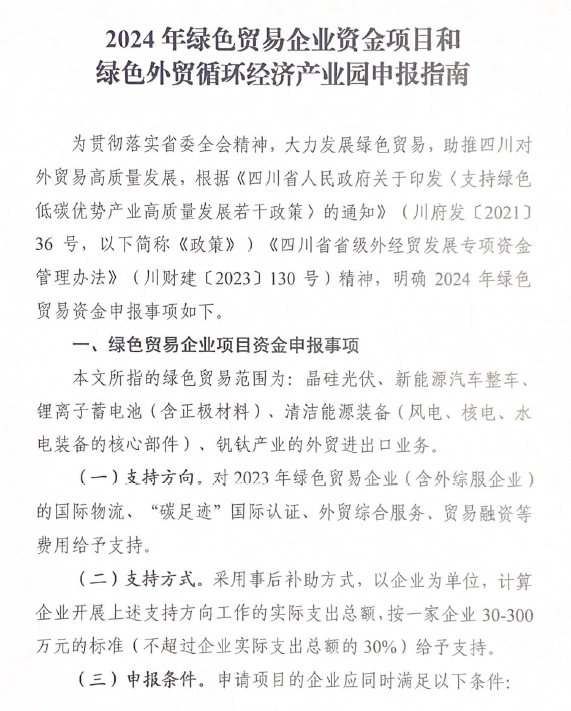 2024 年绿色贸易企业资金项目和
绿色外贸循环经济产业园申报指南
为贯彻落实省委全会精神，大力发展绿色贸易，助推四川对
外贸易高质量发展，根据《四川省人民政府关于印发〈支持绿色
低碳优势产业高质量发展若干政策〉的通知》（川府发〔2021〕
36 号，以下简称《政策》）《四川省省级外经贸发展专项资金
管理办法》（川财建〔2023〕130 号）精神，明确 2024 年绿色
贸易资金申报事项如下。
一、绿色贸易企业项目资金申报事项
本文所指的绿色贸易范围为：晶硅光伏、新能源汽车整车、
锂离子蓄电池（含正极材料）、清洁能源装备（风电、核电、水
电装备的核心部件）、钒钛产业的外贸进出口业务。
（一）支持方向。对 2023 年绿色贸易企业（含外综服企业）
的国际物流、“碳足迹”国际认证、外贸综合服务、贸易融资等
费用给予支持。
（二）支持方式。采用事后补助方式，以企业为单位，计算
企业开展上述支持方向工作的实际支出总额，按一家企业 30-300
万元的标准（不超过企业实际支出总额的 30%）给予支持。
（三）申报条件。申请项目的企业应同时满足以下条件：